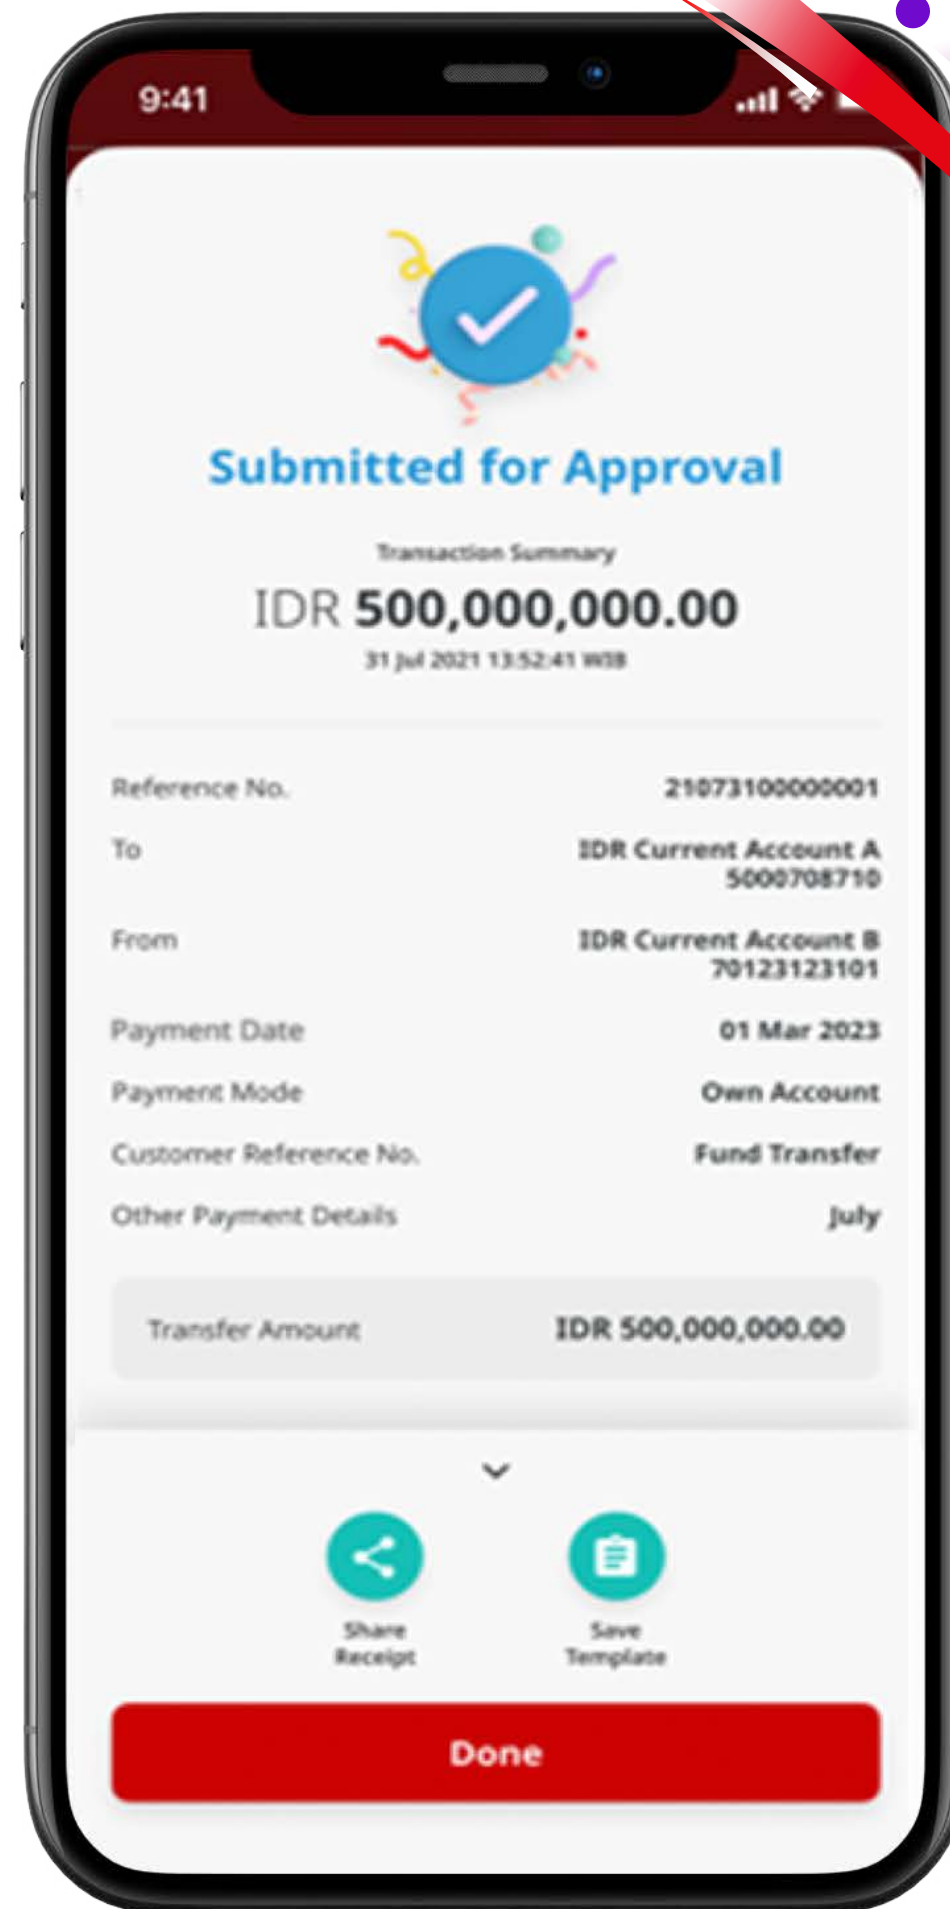 9:41
Submitted for Approval
Transaction Summary
IDR 500,000,000.00
31 Jul 2021 13:52:41 WIB
Reference No. 21073100000001
To IDR Current Account A
5000708710
From IDR Current Account B
70123123101
Payment Date 01 Mar 2023
Payment Mode Own Account
Customer Reference No. Fund Transfer
Other Payment Details July
Transfer Amount IDR 500,000,000.00
Share Save
Receipt Template
Done